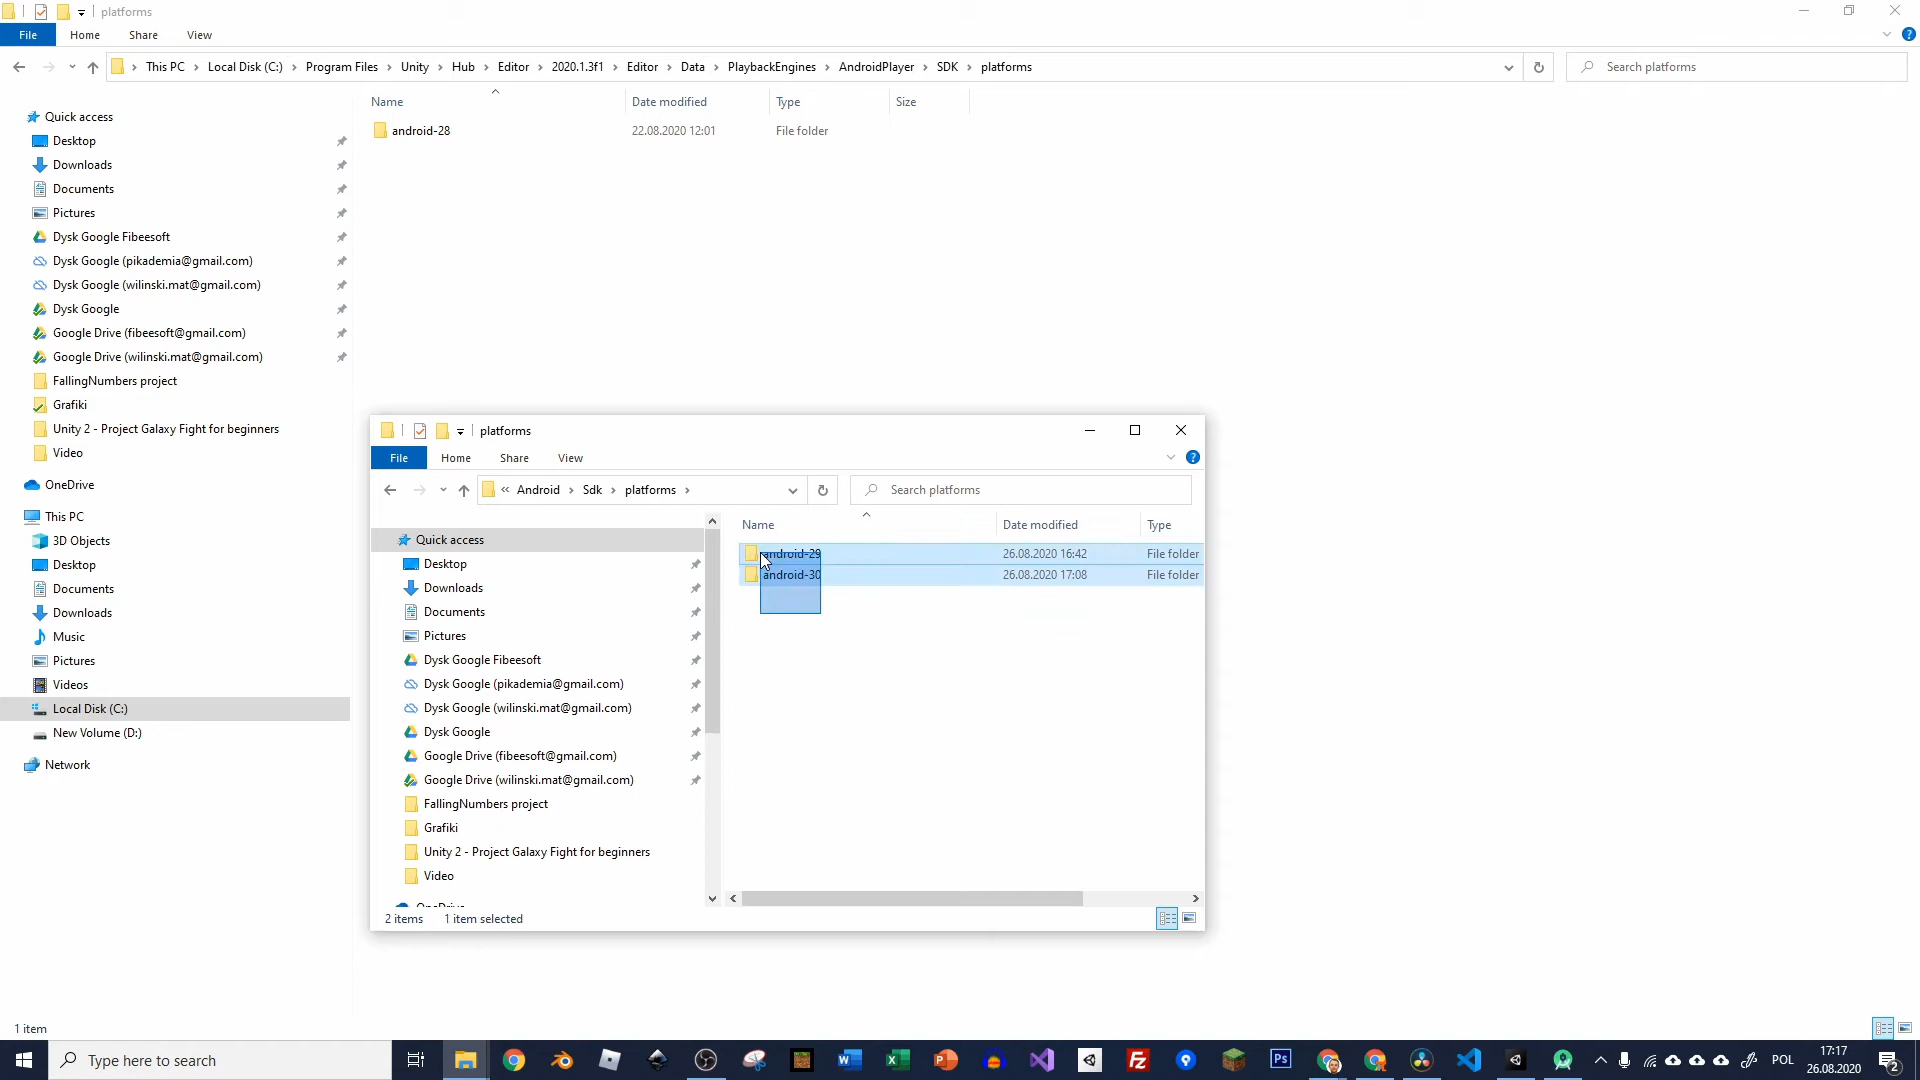 platforms
File Home Share View
This PC Local Disk (C:) Program Files Unity Hub Editor 2020.1.3f1 Editor Data PlaybackEngines AndroidPlayer SDK platforms
Search platforms
Name Date modified Type Size
android-28 22.08.2020 12:01 File folder
Quick access
Desktop
Downloads
Documents
Pictures
Dysk Google Fibeesoft
Dysk Google (pikademia@gmail.com)
Dysk Google (wilinski.mat@gmail.com)
Dysk Google
Google Drive (fibeesoft@gmail.com)
Google Drive (wilinski.mat@gmail.com)
FallingNumbers project
Grafiki
Unity 2 - Project Galaxy Fight for beginners
Video
OneDrive
This PC
3D Objects
Desktop
Documents
Downloads
Music
Pictures
Videos
Local Disk (C:)
New Volume (D:)
Network
1 item
platforms
File Home Share View
« Android Sdk platforms
Search platforms
Name Date modified Type
android-29 26.08.2020 16:42 File folder
android-30 26.08.2020 17:08 File folder
Quick access
Desktop
Downloads
Documents
Pictures
Dysk Google Fibeesoft
Dysk Google (pikademia@gmail.com)
Dysk Google (wilinski.mat@gmail.com)
Dysk Google
Google Drive (fibeesoft@gmail.com)
Google Drive (wilinski.mat@gmail.com)
FallingNumbers project
Grafiki
Unity 2 - Project Galaxy Fight for beginners
Video
OneDrive
2 items 1 item selected
Type here to search
POL
17:17
26.08.2020
2